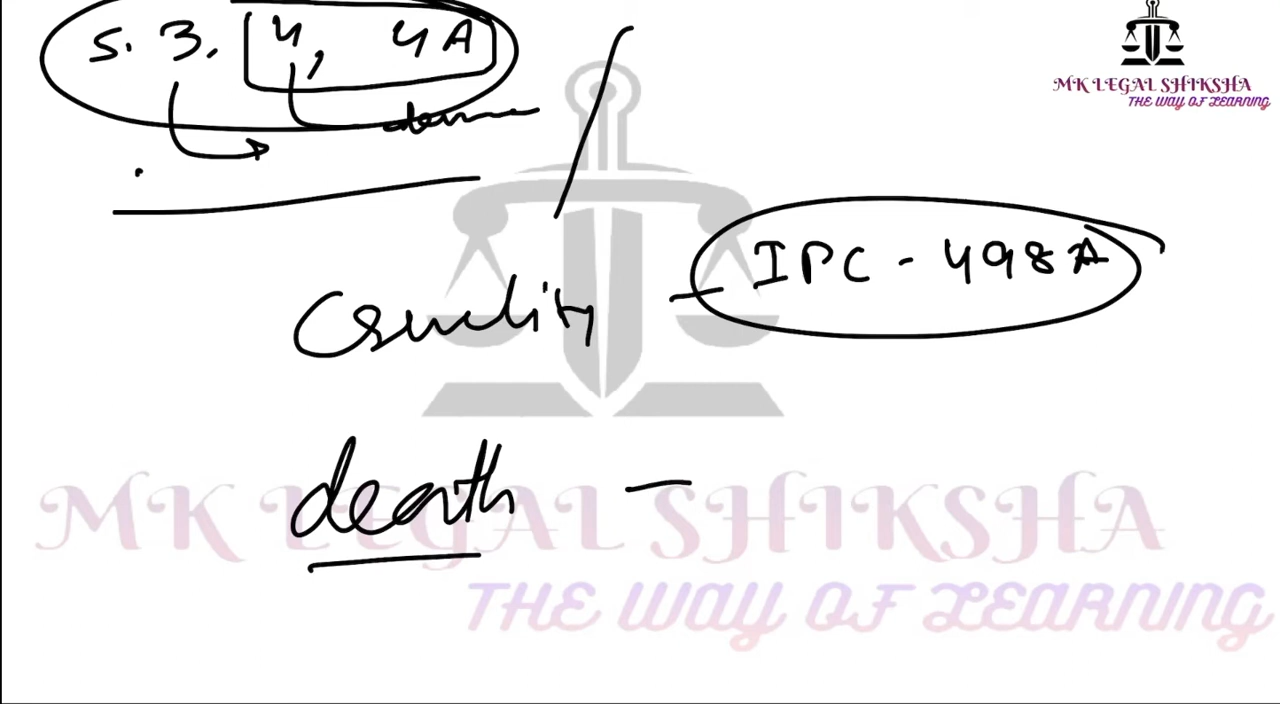 S. 3, 4, 4A
MK LEGAL SHIKSHA
THE WAY OF LEARNING
Cruelity - IPC - 498A
death -
MK LEGAL SHIKSHA
THE WAY OF LEARNING